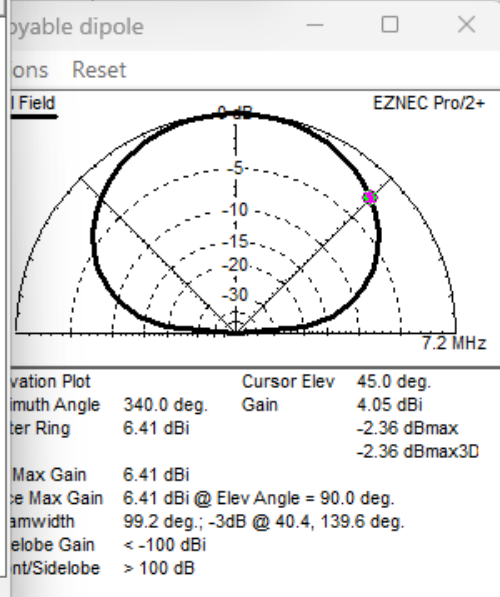 oyable dipole
ons Reset
l Field EZNEC Pro/2+
0 dB
-5
-10
-15
-20
-30
7.2 MHz
vation Plot Cursor Elev 45.0 deg.
imuth Angle 340.0 deg. Gain 4.05 dBi
ter Ring 6.41 dBi -2.36 dBmax
-2.36 dBmax3D
Max Gain 6.41 dBi
ce Max Gain 6.41 dBi @ Elev Angle = 90.0 deg.
amwidth 99.2 deg.; -3dB @ 40.4, 139.6 deg.
elobe Gain < -100 dBi
ont/Sidelobe > 100 dB